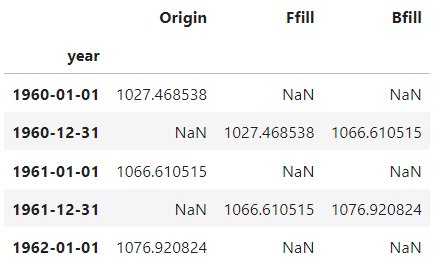 Origin Ffill Bfill
year
1960-01-01 1027.468538 NaN NaN
1960-12-31 NaN 1027.468538 1066.610515
1961-01-01 1066.610515 NaN NaN
1961-12-31 NaN 1066.610515 1076.920824
1962-01-01 1076.920824 NaN NaN